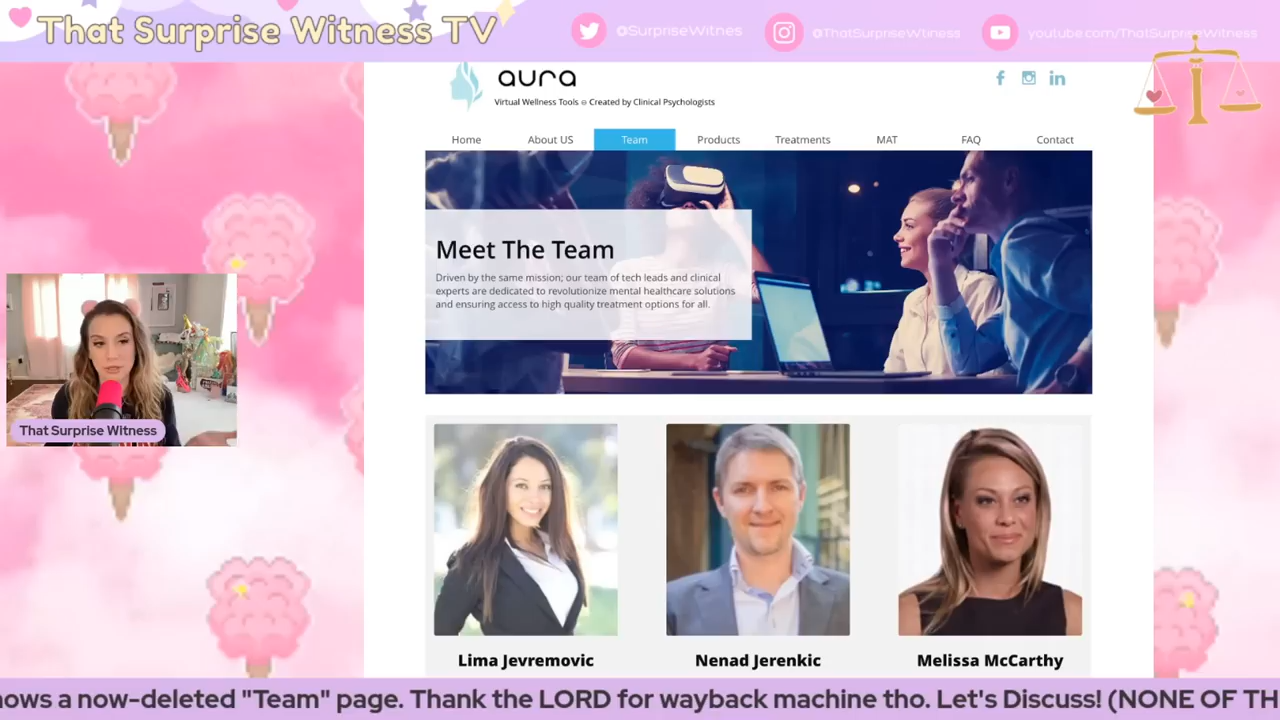 That Surprise Witness TV
@SurpriseWitnes
@ThatSurpriseWtiness
youtube.com/ThatSurpriseWitness
aura
Virtual Wellness Tools ⊖ Created by Clinical Psychologists
Home About US Team Products Treatments MAT FAQ Contact
Meet The Team
Driven by the same mission; our team of tech leads and clinical
experts are dedicated to revolutionize mental healthcare solutions
and ensuring access to high quality treatment options for all.
That Surprise Witness
Lima Jevremovic
Nenad Jerenkic
Melissa McCarthy
nows a now-deleted "Team" page. Thank the LORD for wayback machine tho. Let's Discuss! (NONE OF TH